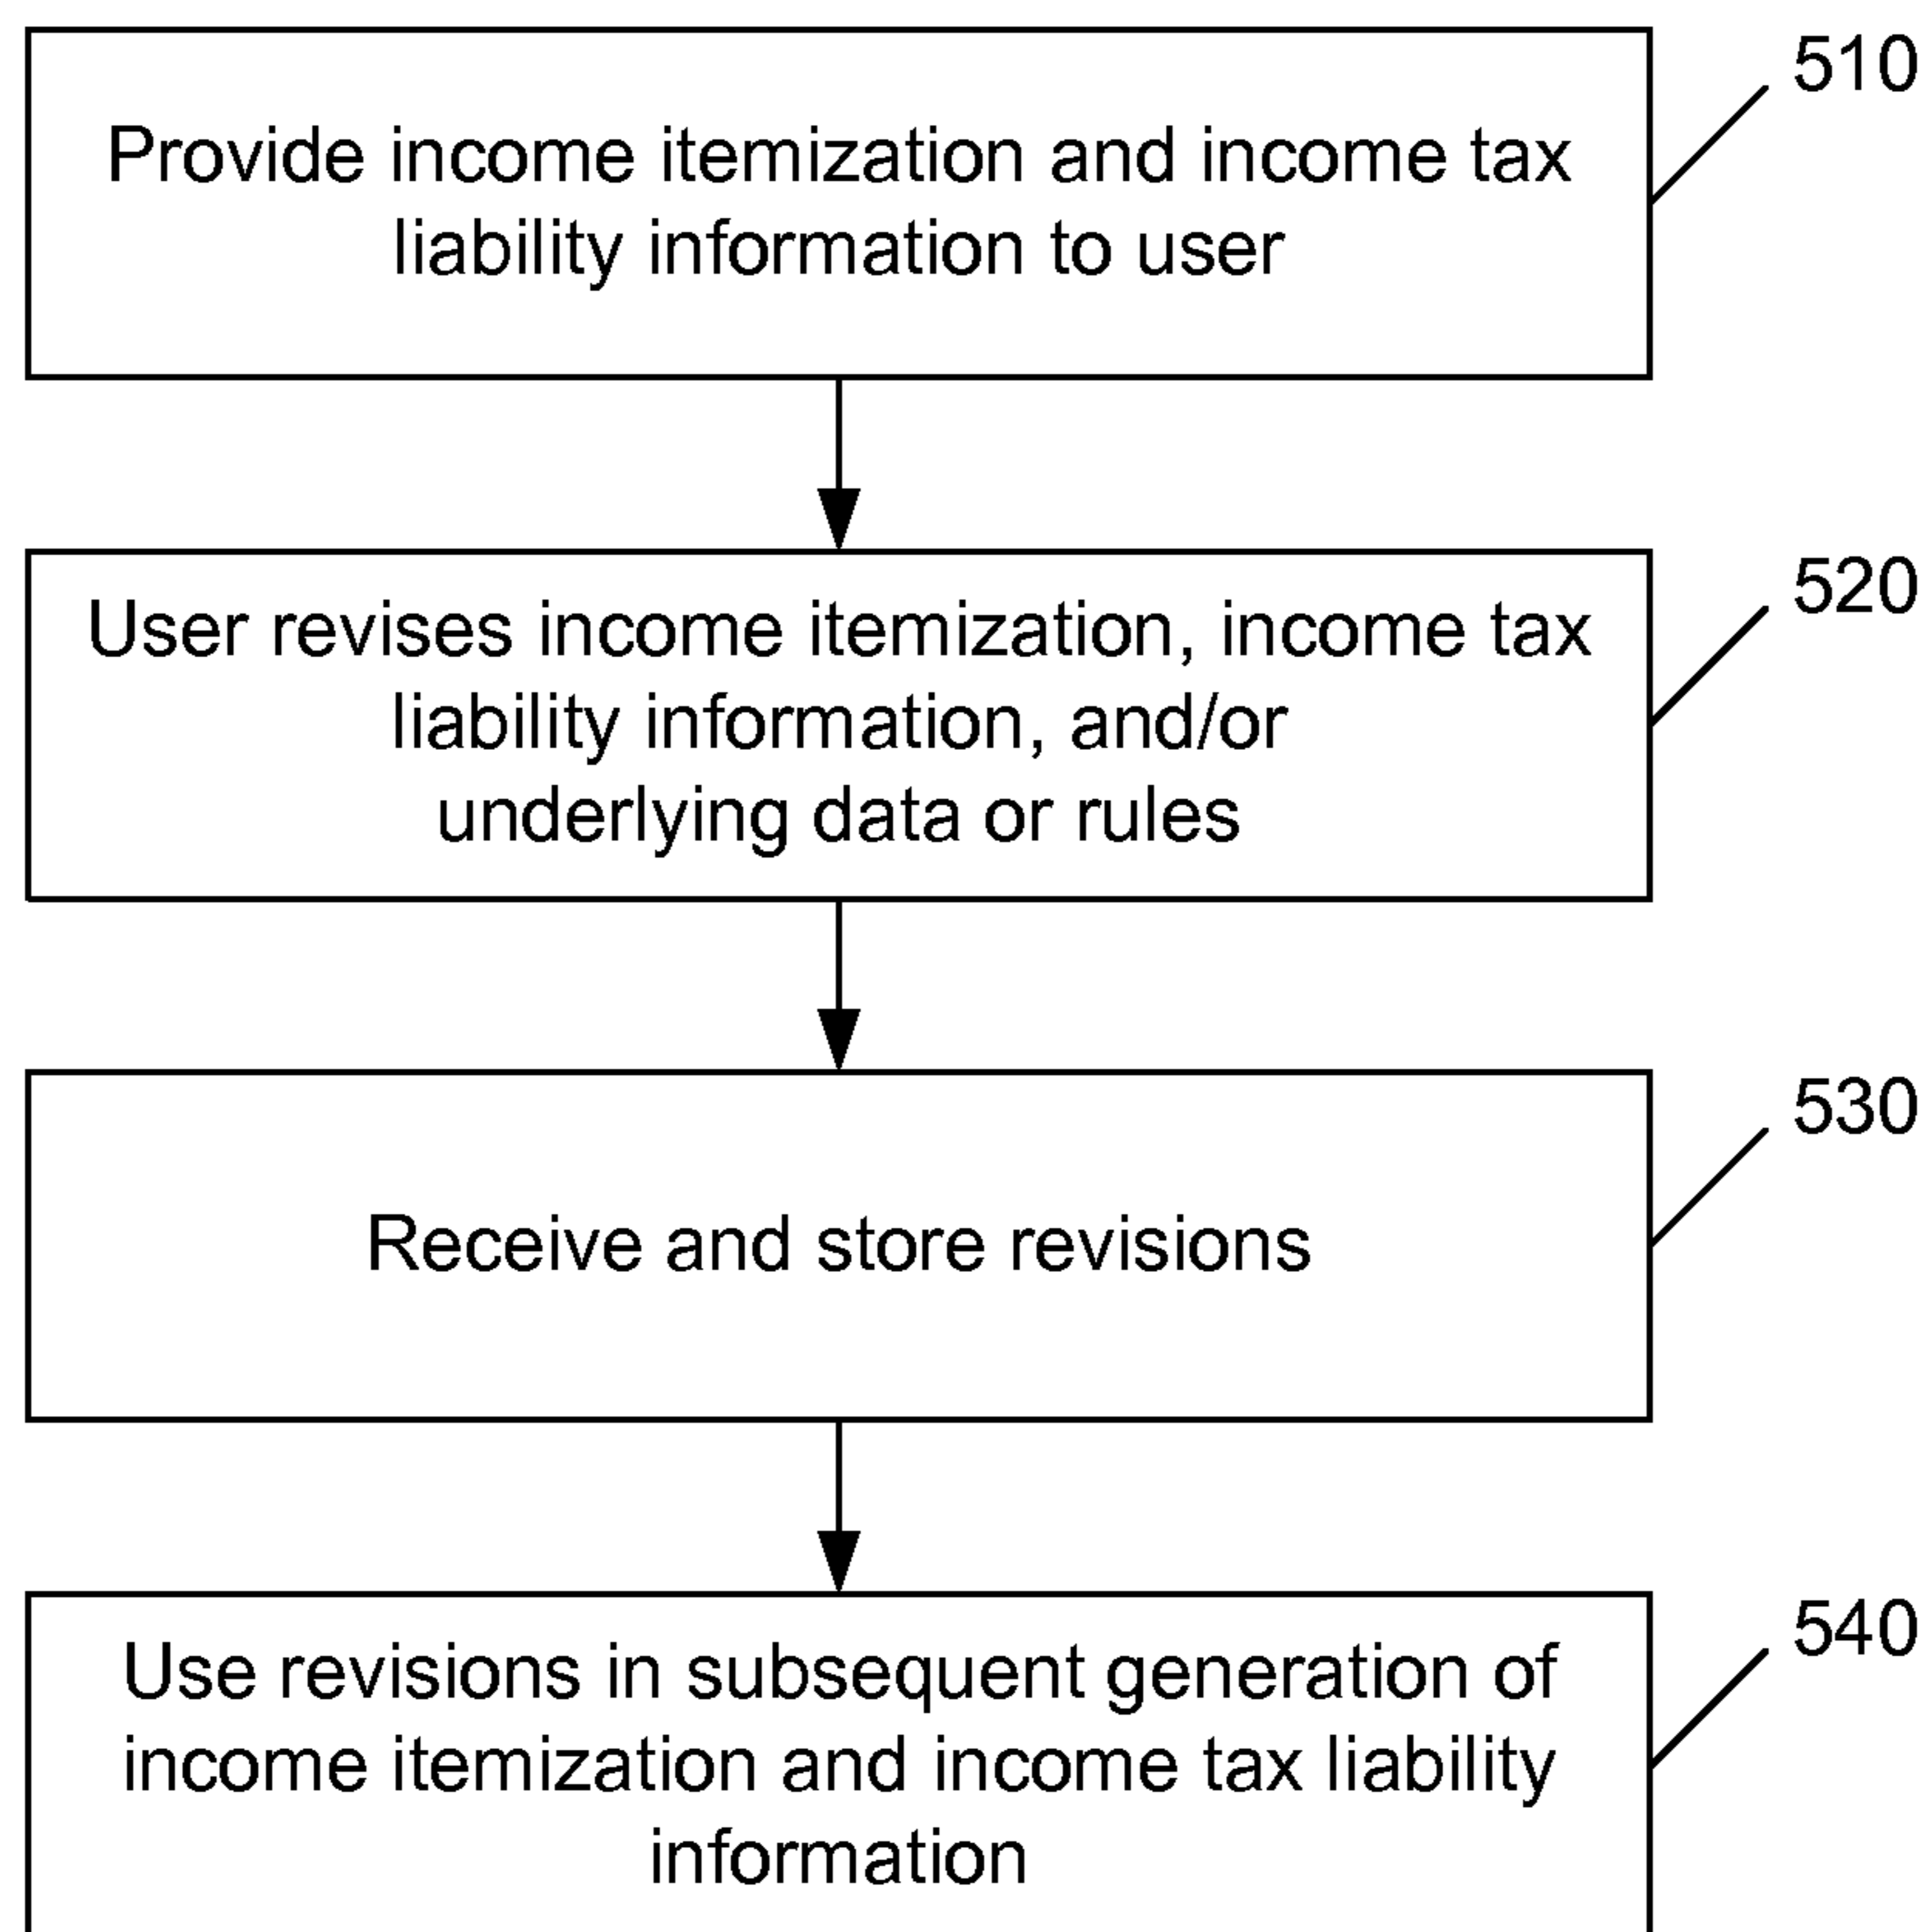 510
Provide income itemization and income tax
liability information to user
520
User revises income itemization, income tax
liability information, and/or
underlying data or rules
530
Receive and store revisions
540
Use revisions in subsequent generation of
income itemization and income tax liability
information